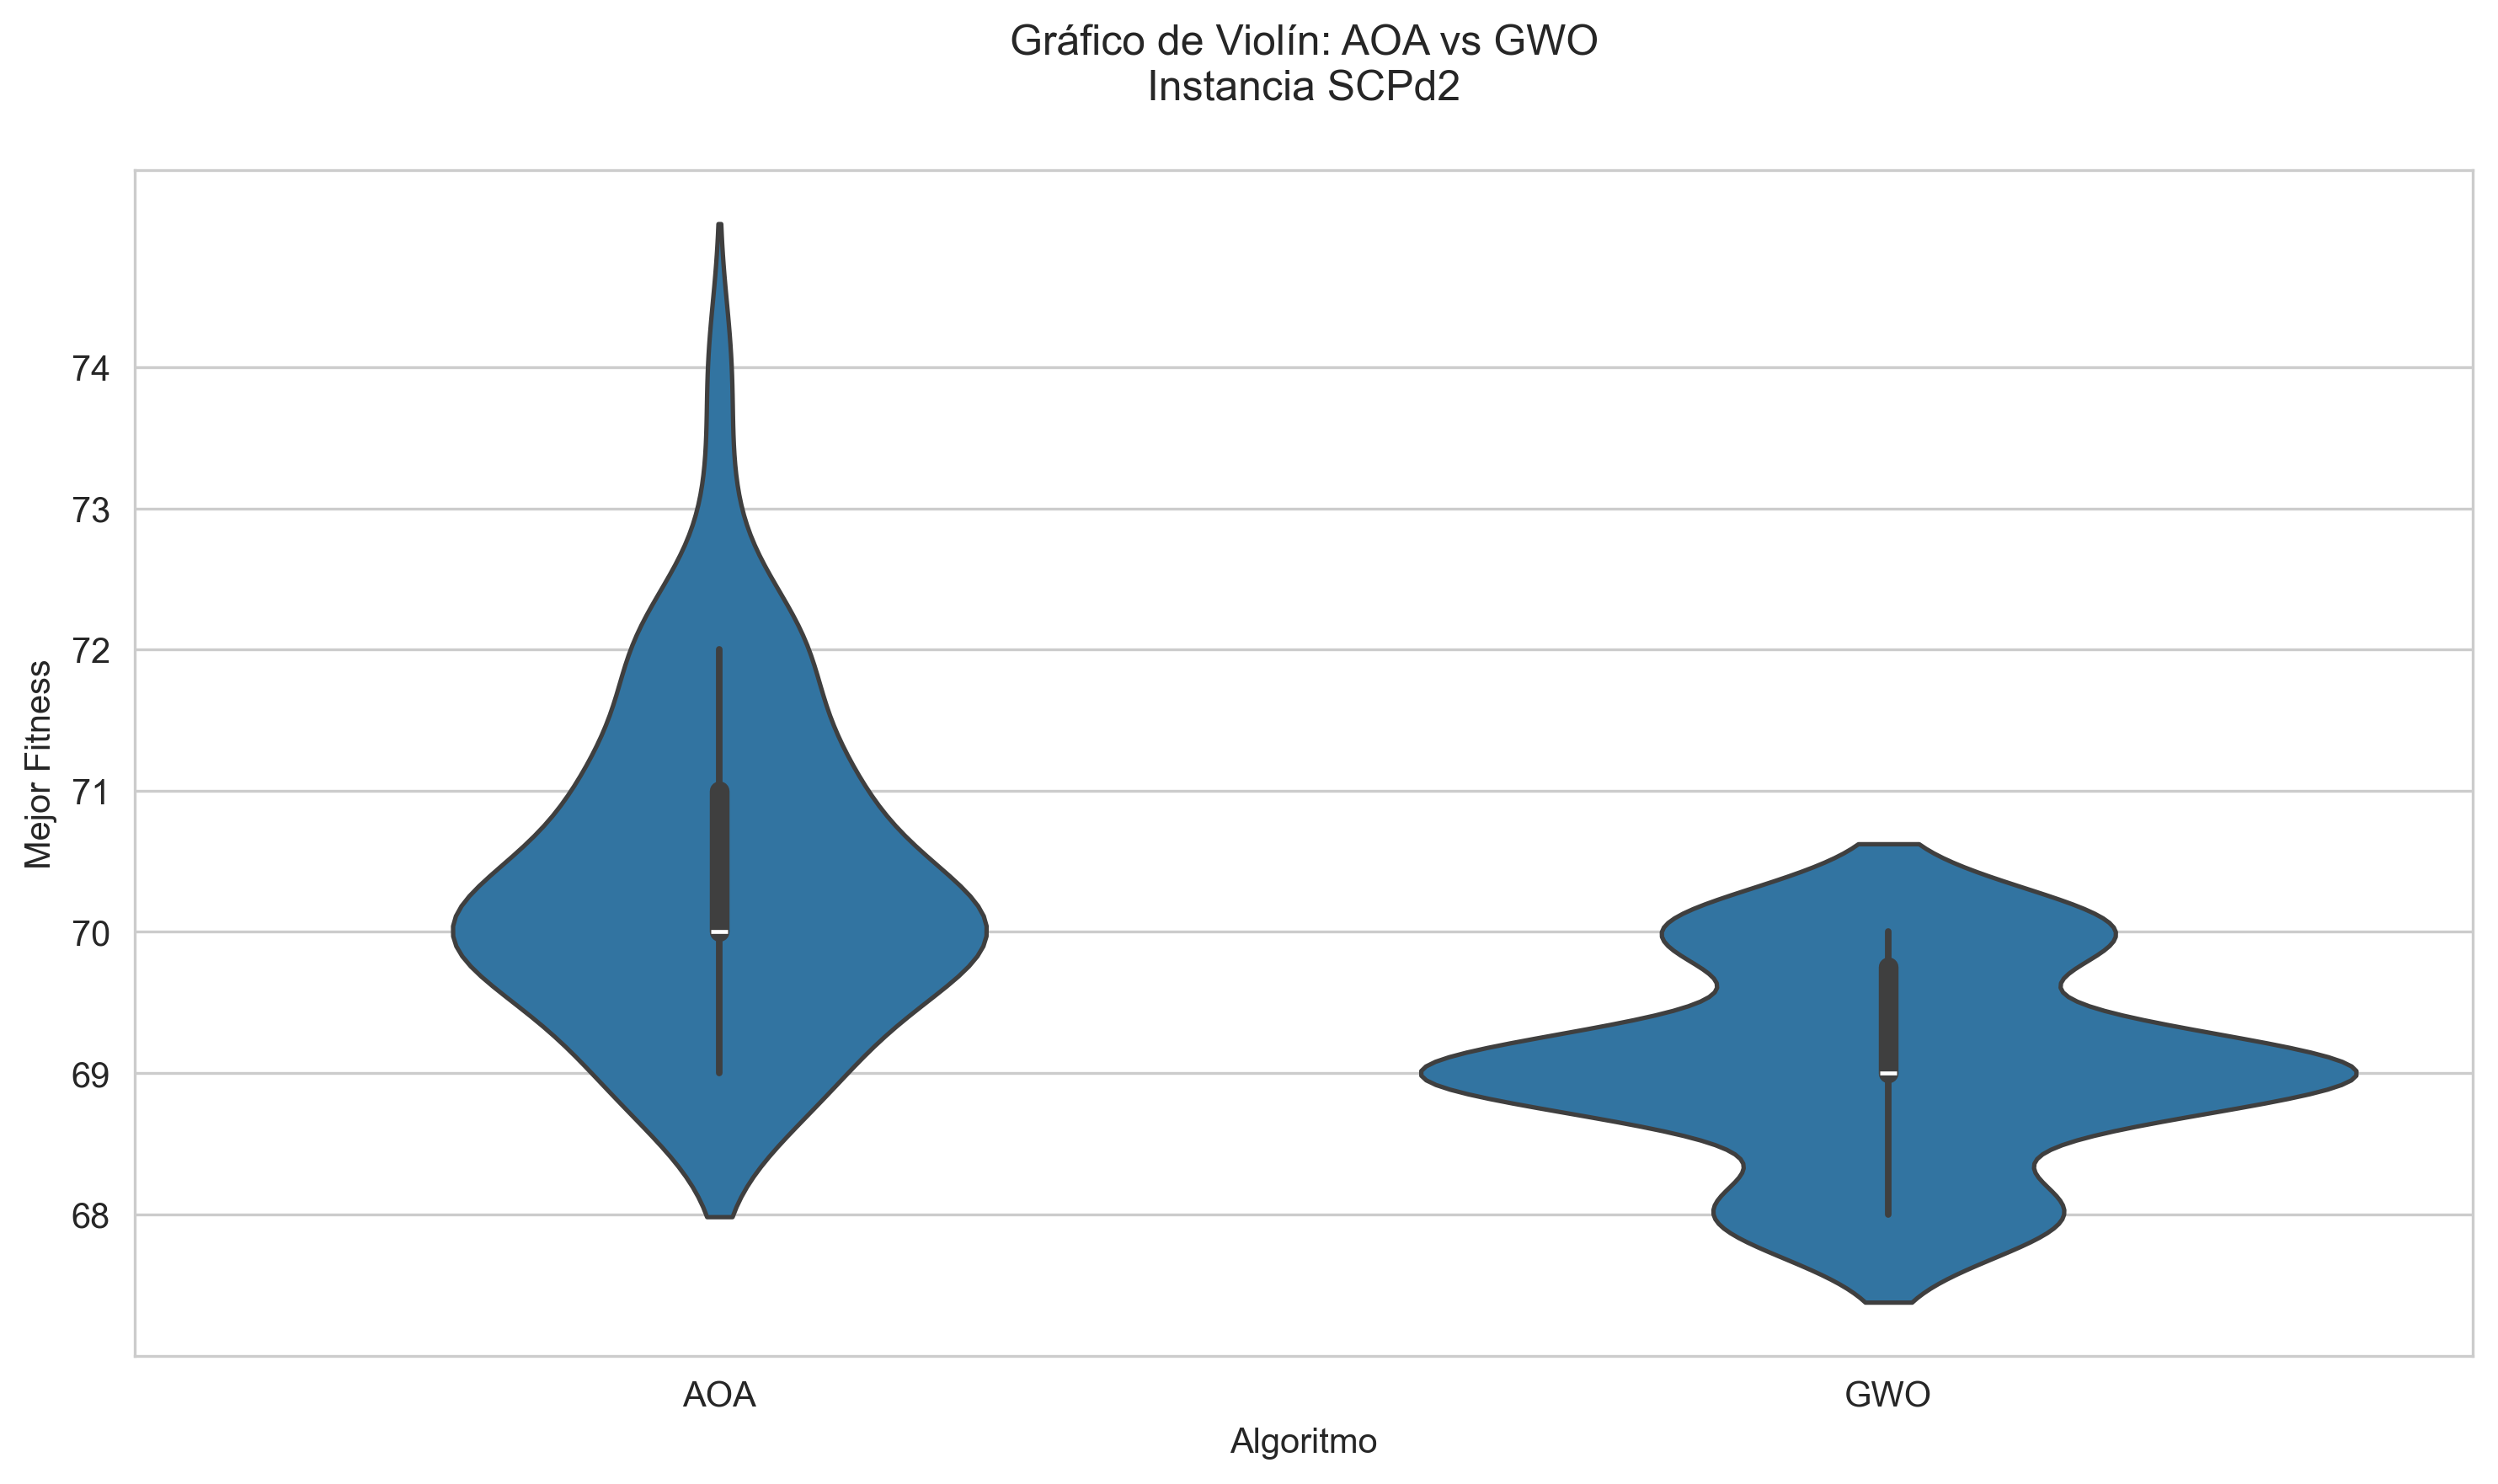 Gráfico de Violín: AOA vs GWO
Instancia SCPd2
Mejor Fitness
74
73
72
71
70
69
68
AOA
GWO
Algoritmo